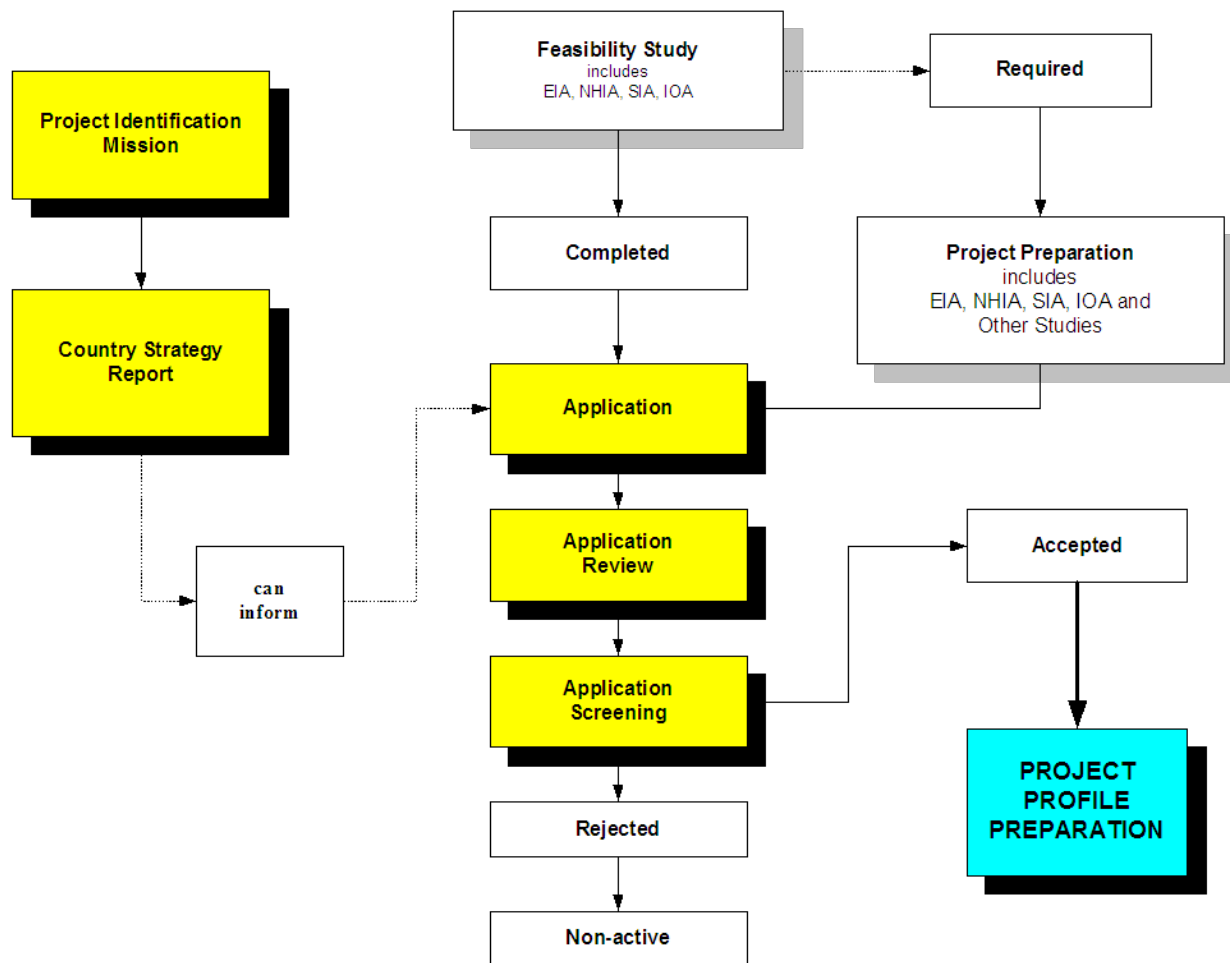 Feasibility Study
includes
EIA, NHIA, SIA, IOA
Required
Project Identification
Mission
Completed
Project Preparation
includes
EIA, NHIA, SIA, IOA and
Other Studies
Country Strategy
Report
Application
Application
Review
Accepted
can
inform
Application
Screening
PROJECT
PROFILE
PREPARATION
Rejected
Non-active